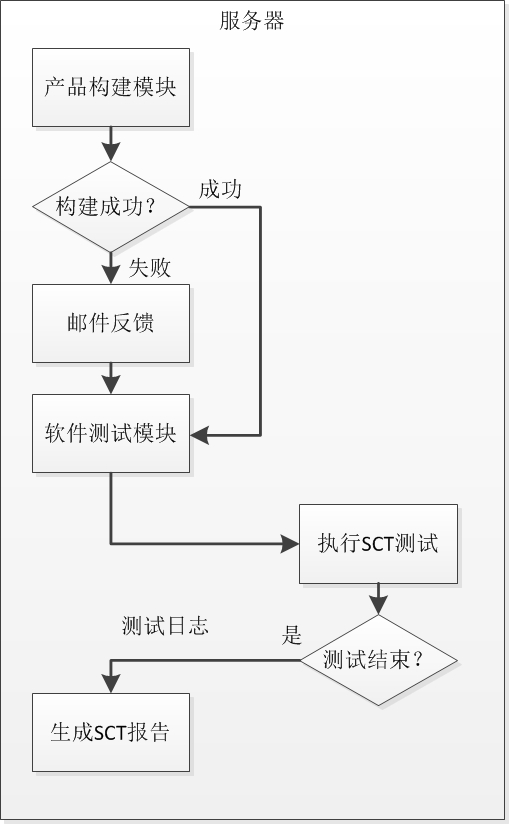 服务器
产品构建模块
构建成功？
成功
失败
邮件反馈
软件测试模块
执行SCT测试
测试日志
是
测试结束？
生成SCT报告